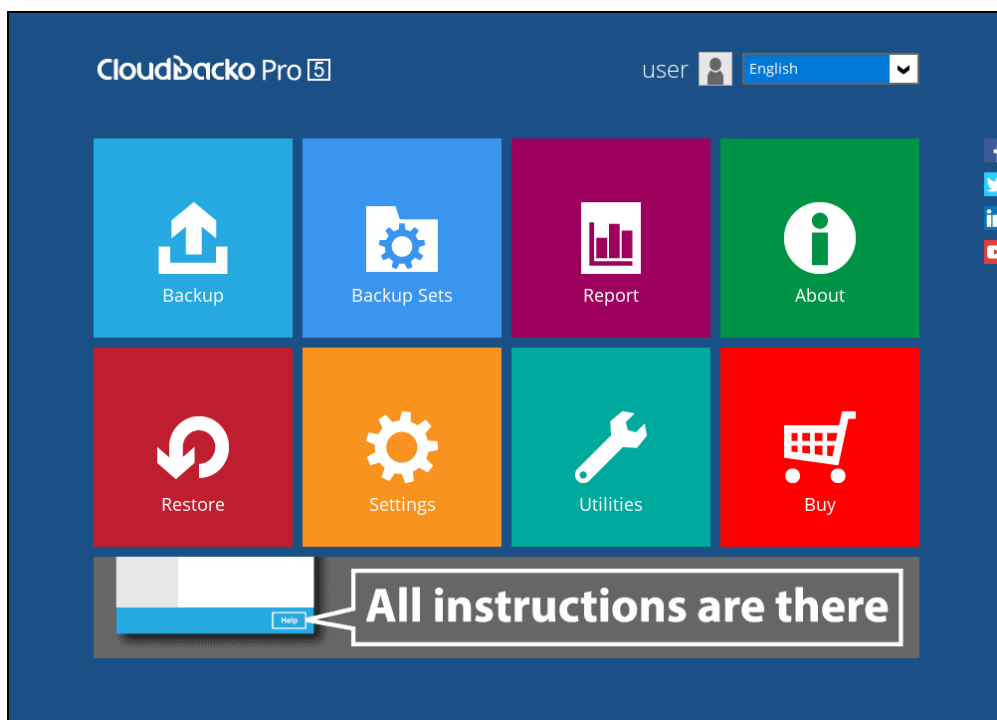 Cloudbacko Pro 5
user
English
Backup
Backup Sets
Report
About
Restore
Settings
Utilities
Buy
Help
All instructions are there